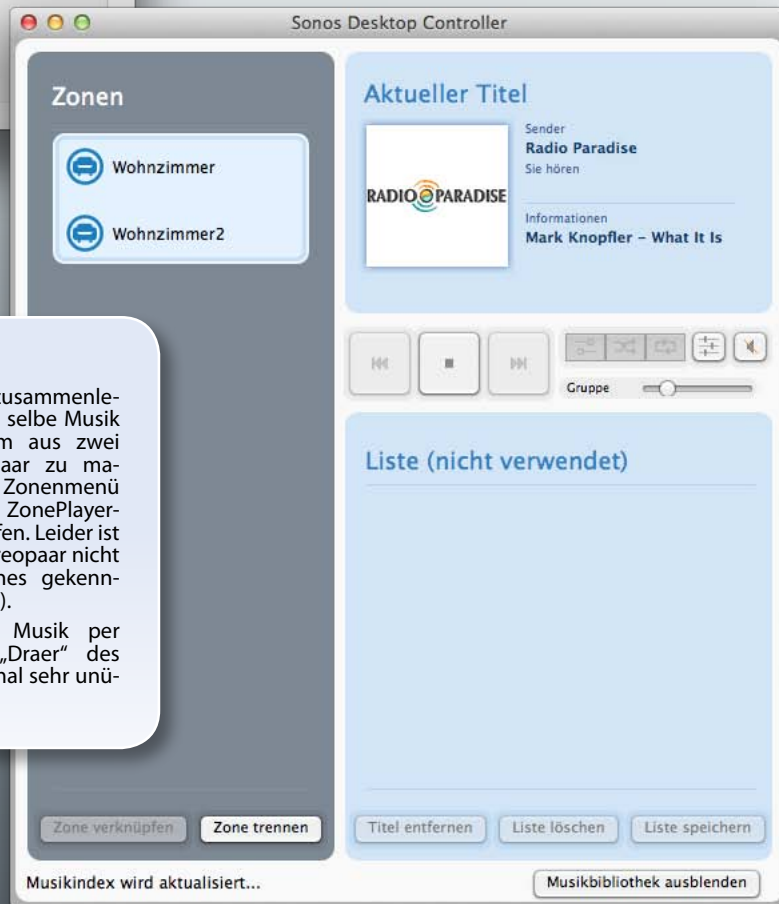 Sonos Desktop Controller
Zonen
Wohnzimmer
Wohnzimmer2
Aktueller Titel
RADIO PARADISE
Sender
Radio Paradise
Sie hören
Informationen
Mark Knopfler – What It Is
Gruppe
Liste (nicht verwendet)
zusammenle-
selbe Musik
m aus zwei
aar zu ma-
Zonenmenü
ZonePlayer-
fen. Leider ist
reopaar nicht
hes gekenn-
).
Musik per
„Draer“ des
nal sehr unü-
Zone verknüpfen
Zone trennen
Titel entfernen
Liste löschen
Liste speichern
Musikindex wird aktualisiert...
Musikbibliothek ausblenden